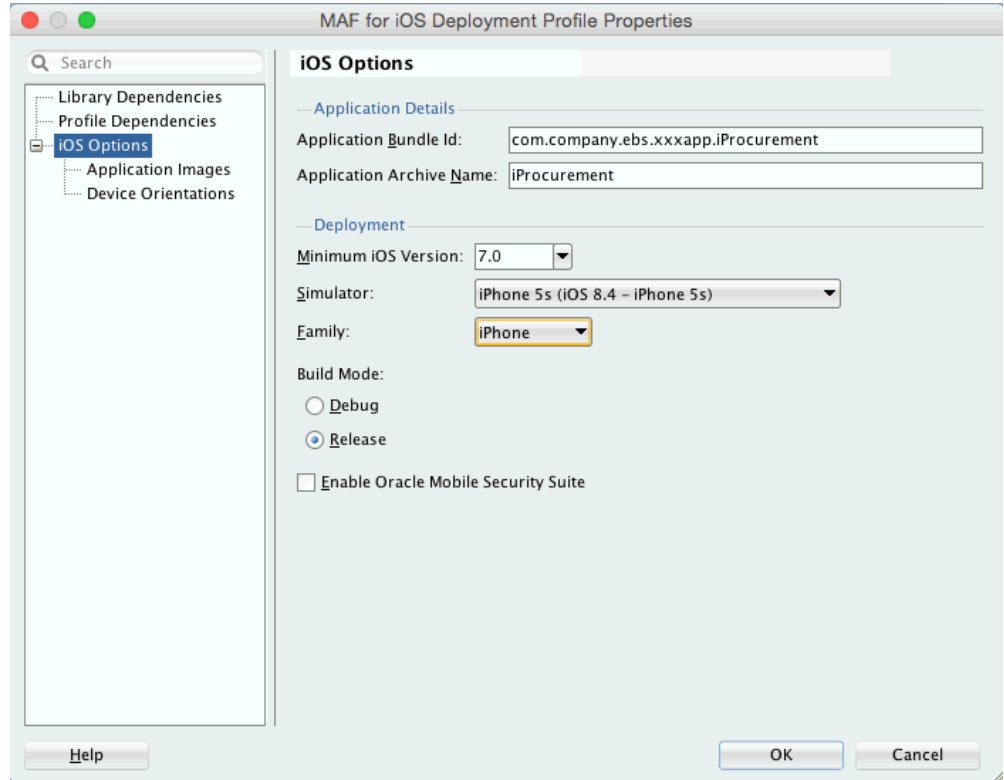 MAF for iOS Deployment Profile Properties
Search
Library Dependencies
Profile Dependencies
iOS Options
Application Images
Device Orientations
iOS Options
Application Details
Application Bundle Id: com.company.ebs.xxxapp.iProcurement
Application Archive Name: iProcurement
Deployment
Minimum iOS Version: 7.0
Simulator: iPhone 5s (iOS 8.4 – iPhone 5s)
Family: iPhone
Build Mode:
Debug
Release
Enable Oracle Mobile Security Suite
Help OK Cancel